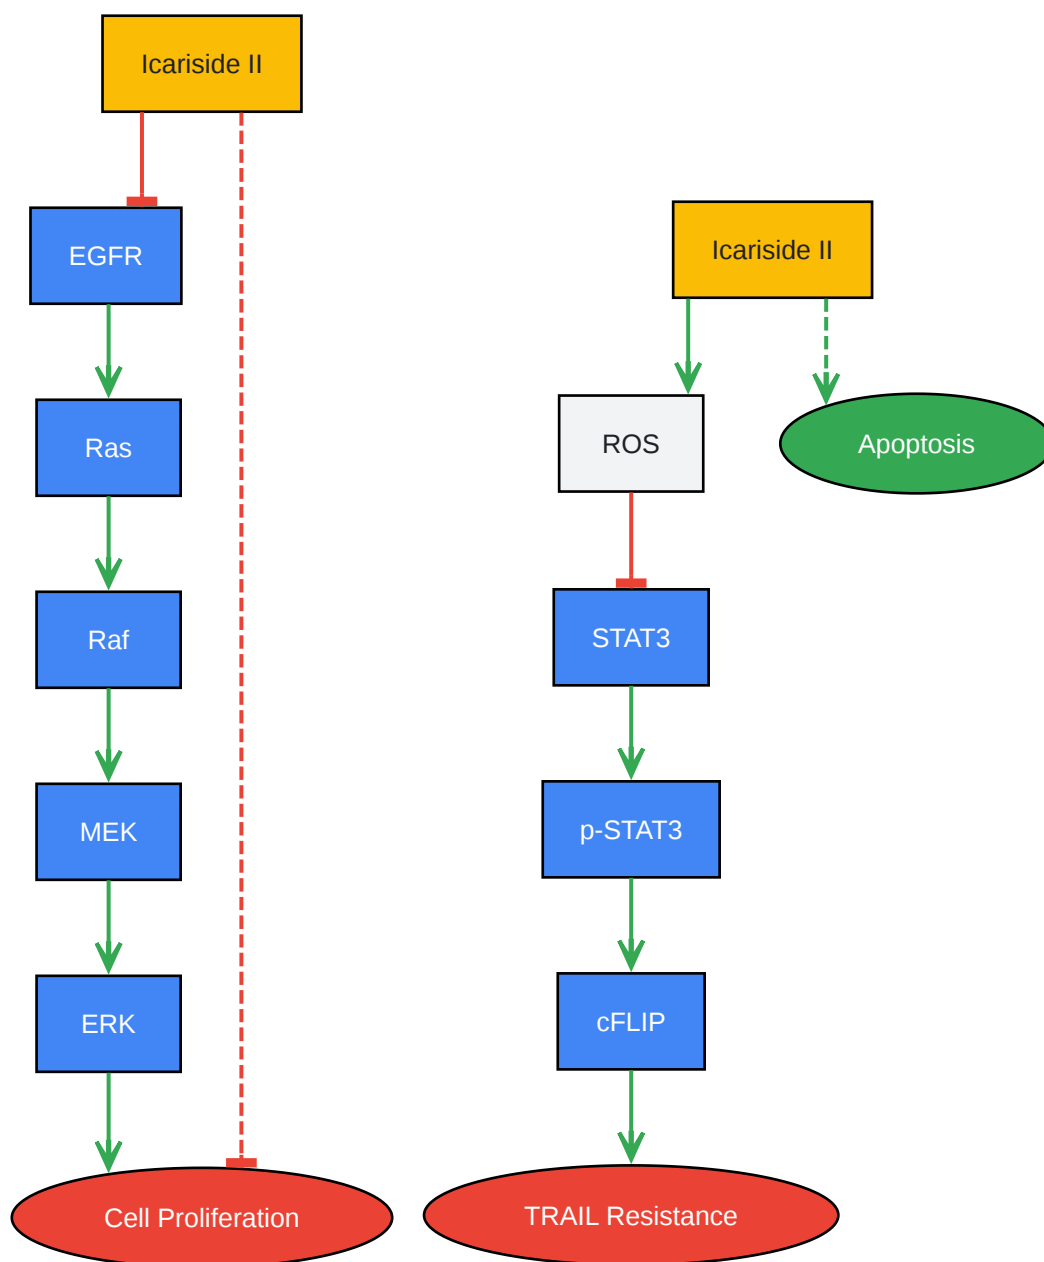 Icariside II
EGFR
Ras
Raf
MEK
ERK
Cell Proliferation
Icariside II
ROS
Apoptosis
STAT3
p-STAT3
cFLIP
TRAIL Resistance